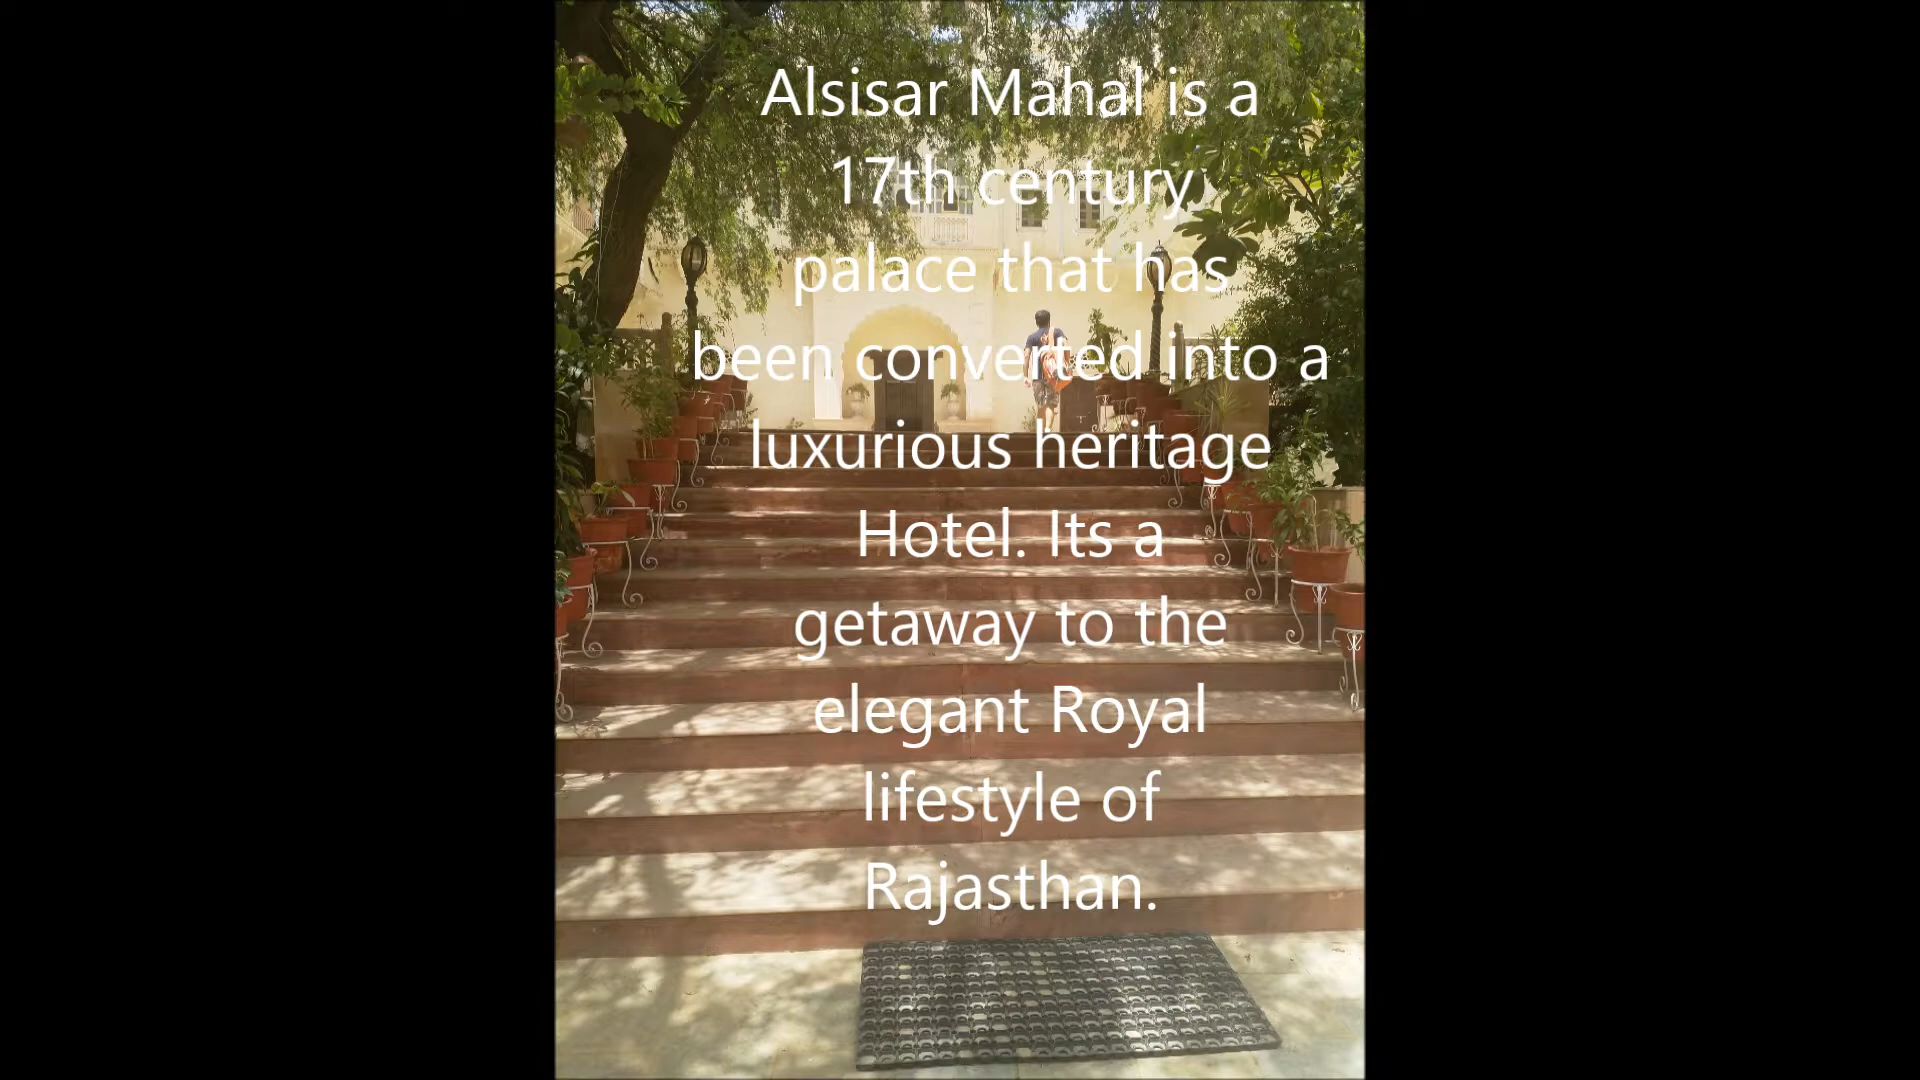 Alsisar Mahal is a
17th century
palace that has
been converted into a
luxurious heritage
Hotel. Its a
getaway to the
elegant Royal
lifestyle of
Rajasthan.